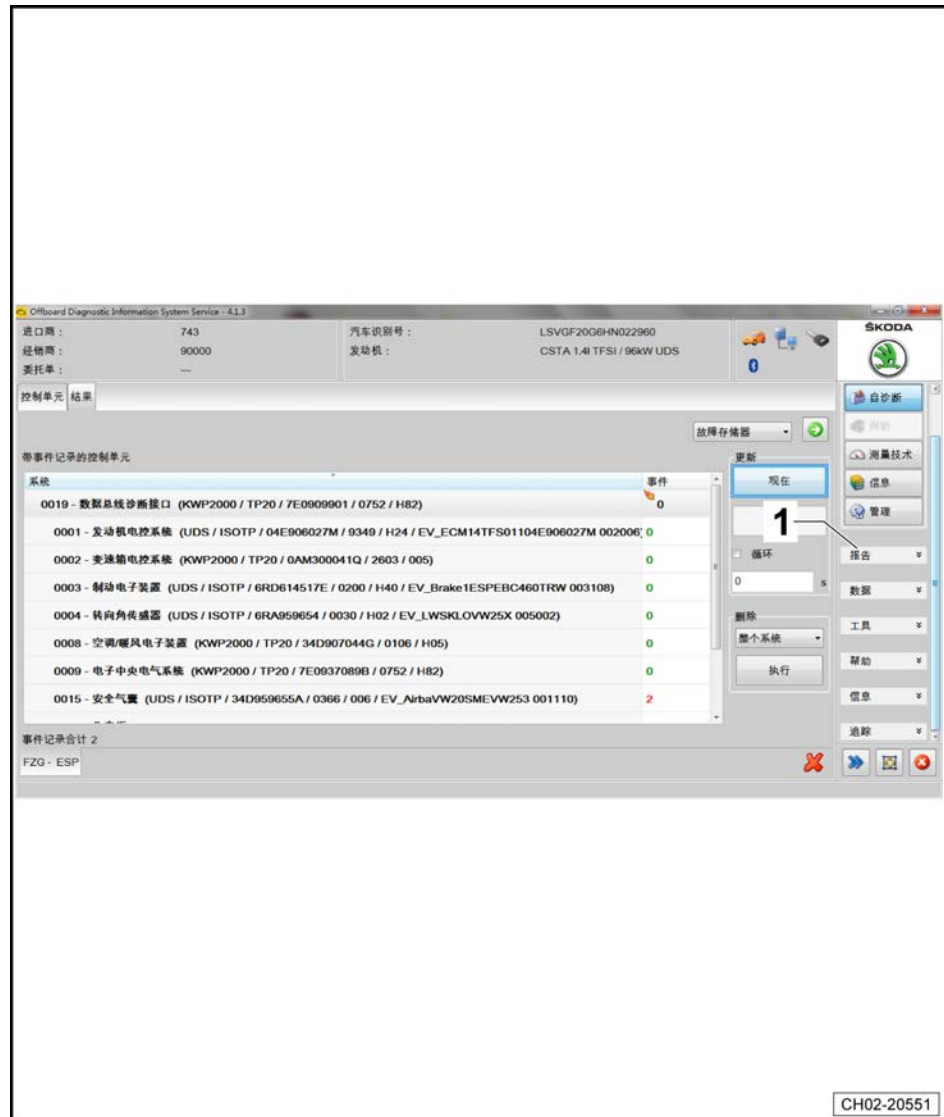 Offboard Diagnostic Information System Service - 4.1.3
进口商： 743 汽车识别号： LSVGF20G6HN022960
经销商： 90000 发动机： CSTA 1.4l TFSI / 96kW UDS
委托单： ---
0
ŠKODA
控制单元 结果
自诊断
故障存储器
刷新
带事件记录的控制单元
更新
测量技术
系统 事件
现在
信息
0019 - 数据总线诊断接口 (KWP2000 / TP20 / 7E0909901 / 0752 / H82) 0
管理
0001 - 发动机电控系统 (UDS / ISOTP / 04E906027M / 9349 / H24 / EV_ECM14TFS01104E906027M 002006) 0
1
循环
报告
0002 - 变速箱电控系统 (KWP2000 / TP20 / 0AM300041Q / 2603 / 005) 0
0 s
0003 - 制动电子装置 (UDS / ISOTP / 6RD614517E / 0200 / H40 / EV_Brake1ESPEBC460TRW 003108) 0
数据
0004 - 转向角传感器 (UDS / ISOTP / 6RA959654 / 0030 / H02 / EV_LWSKLOVW25X 005002) 0
删除
工具
整个系统
0008 - 空调/暖风电子装置 (KWP2000 / TP20 / 34D907044G / 0106 / H05) 0
帮助
0009 - 电子中央电气系统 (KWP2000 / TP20 / 7E0937089B / 0752 / H82) 0
执行
0015 - 安全气囊 (UDS / ISOTP / 34D959655A / 0366 / 006 / EV_AirbaVW20SMEVW253 001110) 2
信息
事件记录合计 2
追踪
FZG - ESP
CH02-20551